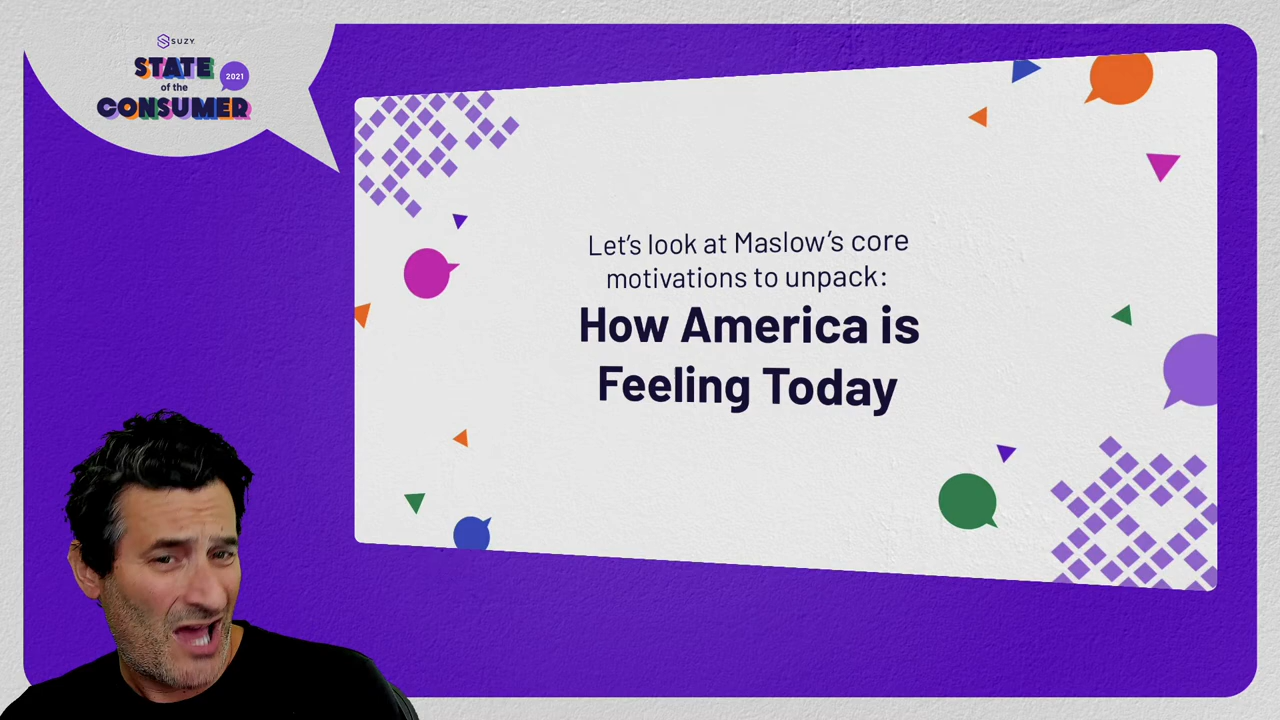 SUZY
STATE
2021
of the
CONSUMER
Let's look at Maslow's core
motivations to unpack:
How America is
Feeling Today